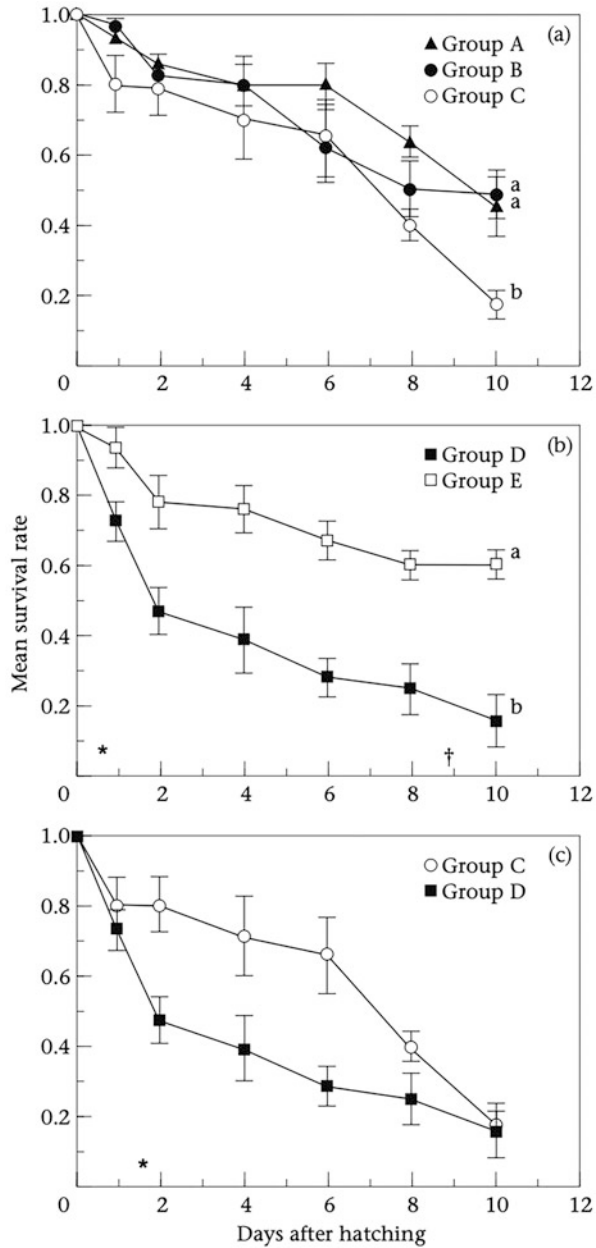 1.0
(a)
Group A
0.8
Group B
Group C
0.6
a
a
0.4
b
0.2
0 2 4 6 8 10 12
1.0
(b)
Group D
0.8
Group E
a
0.6
0.4
b
0.2
* †
0 2 4 6 8 10 12
Mean survival rate
1.0
(c)
Group C
0.8
Group D
0.6
0.4
0.2
*
0 2 4 6 8 10 12
Days after hatching